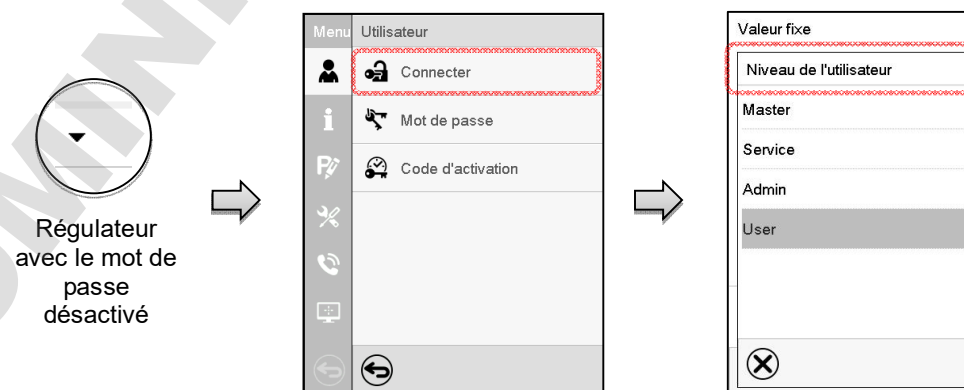 Régulateur
avec le mot de
passe
désactivé
Menu
Utilisateur
Connecter
Mot de passe
Code d'activation
Valeur fixe
Niveau de l'utilisateur
Master
Service
Admin
User